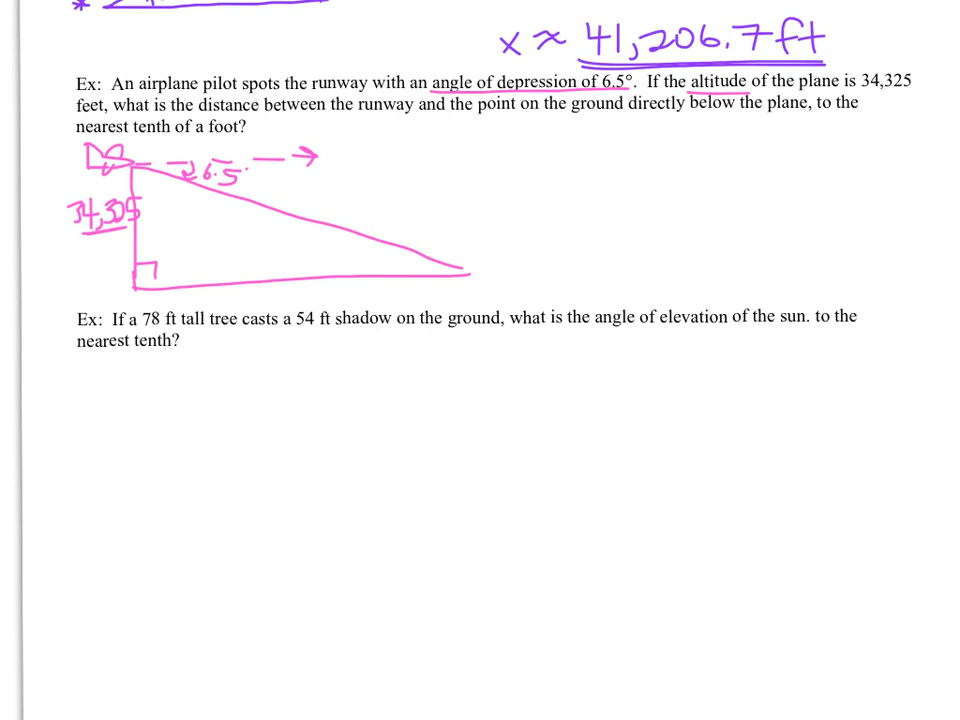 x ≈ 41,206.7ft
Ex: An airplane pilot spots the runway with an angle of depression of 6.5°. If the altitude of the plane is 34,325
feet, what is the distance between the runway and the point on the ground directly below the plane, to the
nearest tenth of a foot?
6.5
Ex: If a 78 ft tall tree casts a 54 ft shadow on the ground, what is the angle of elevation of the sun. to the
nearest tenth?